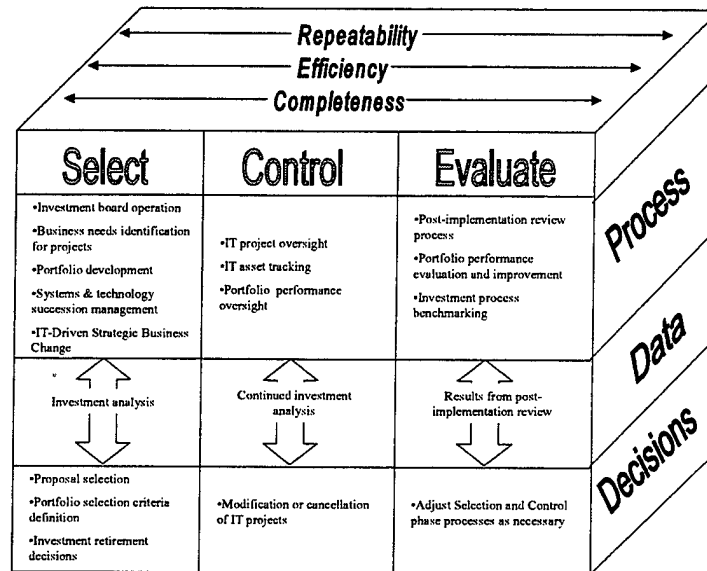 Repeatability
Efficiency
Completeness
Select
Control
Evaluate
•Investment board operation
•Business needs identification
for projects
•Portfolio development
•Systems & technology
succession management
•IT-Driven Strategic Business
Change
•IT project oversight
•IT asset tracking
•Portfolio performance
oversight
•Post-implementation review
process
•Portfolio performance
evaluation and improvement
•Investment process
benchmarking
Process
Investment analysis
Continued investment
analysis
Results from post-
implementation review
Data
•Proposal selection
•Portfolio selection criteria
definition
•Investment retirement
decisions
•Modification or cancellation
of IT projects
•Adjust Selection and Control
phase processes as necessary
Decisions